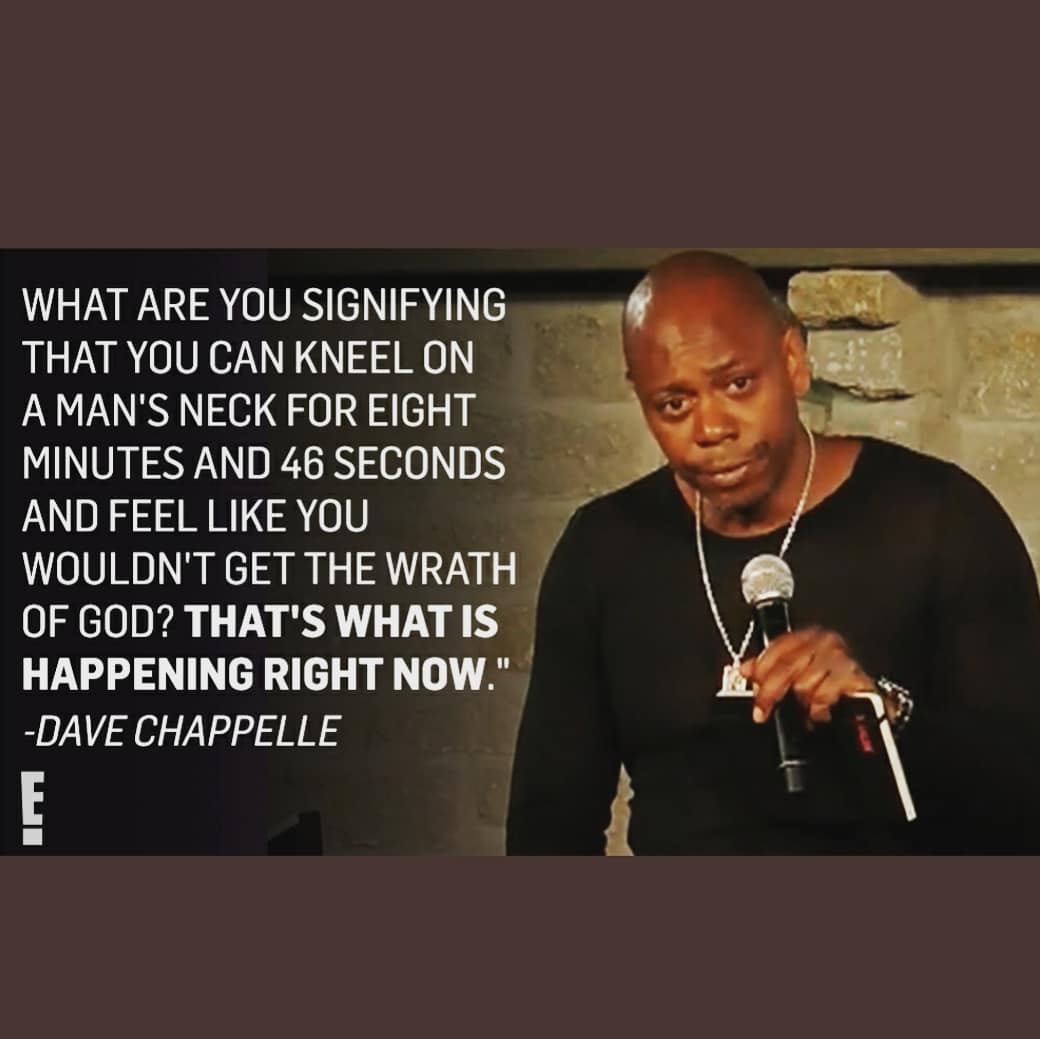 WHAT ARE YOU SIGNIFYING
THAT YOU CAN KNEEL ON
A MAN'S NECK FOR EIGHT
MINUTES AND 46 SECONDS
AND FEEL LIKE YOU
WOULDN'T GET THE WRATH
OF GOD? THAT'S WHAT IS
HAPPENING RIGHT NOW."
-DAVE CHAPPELLE
E!